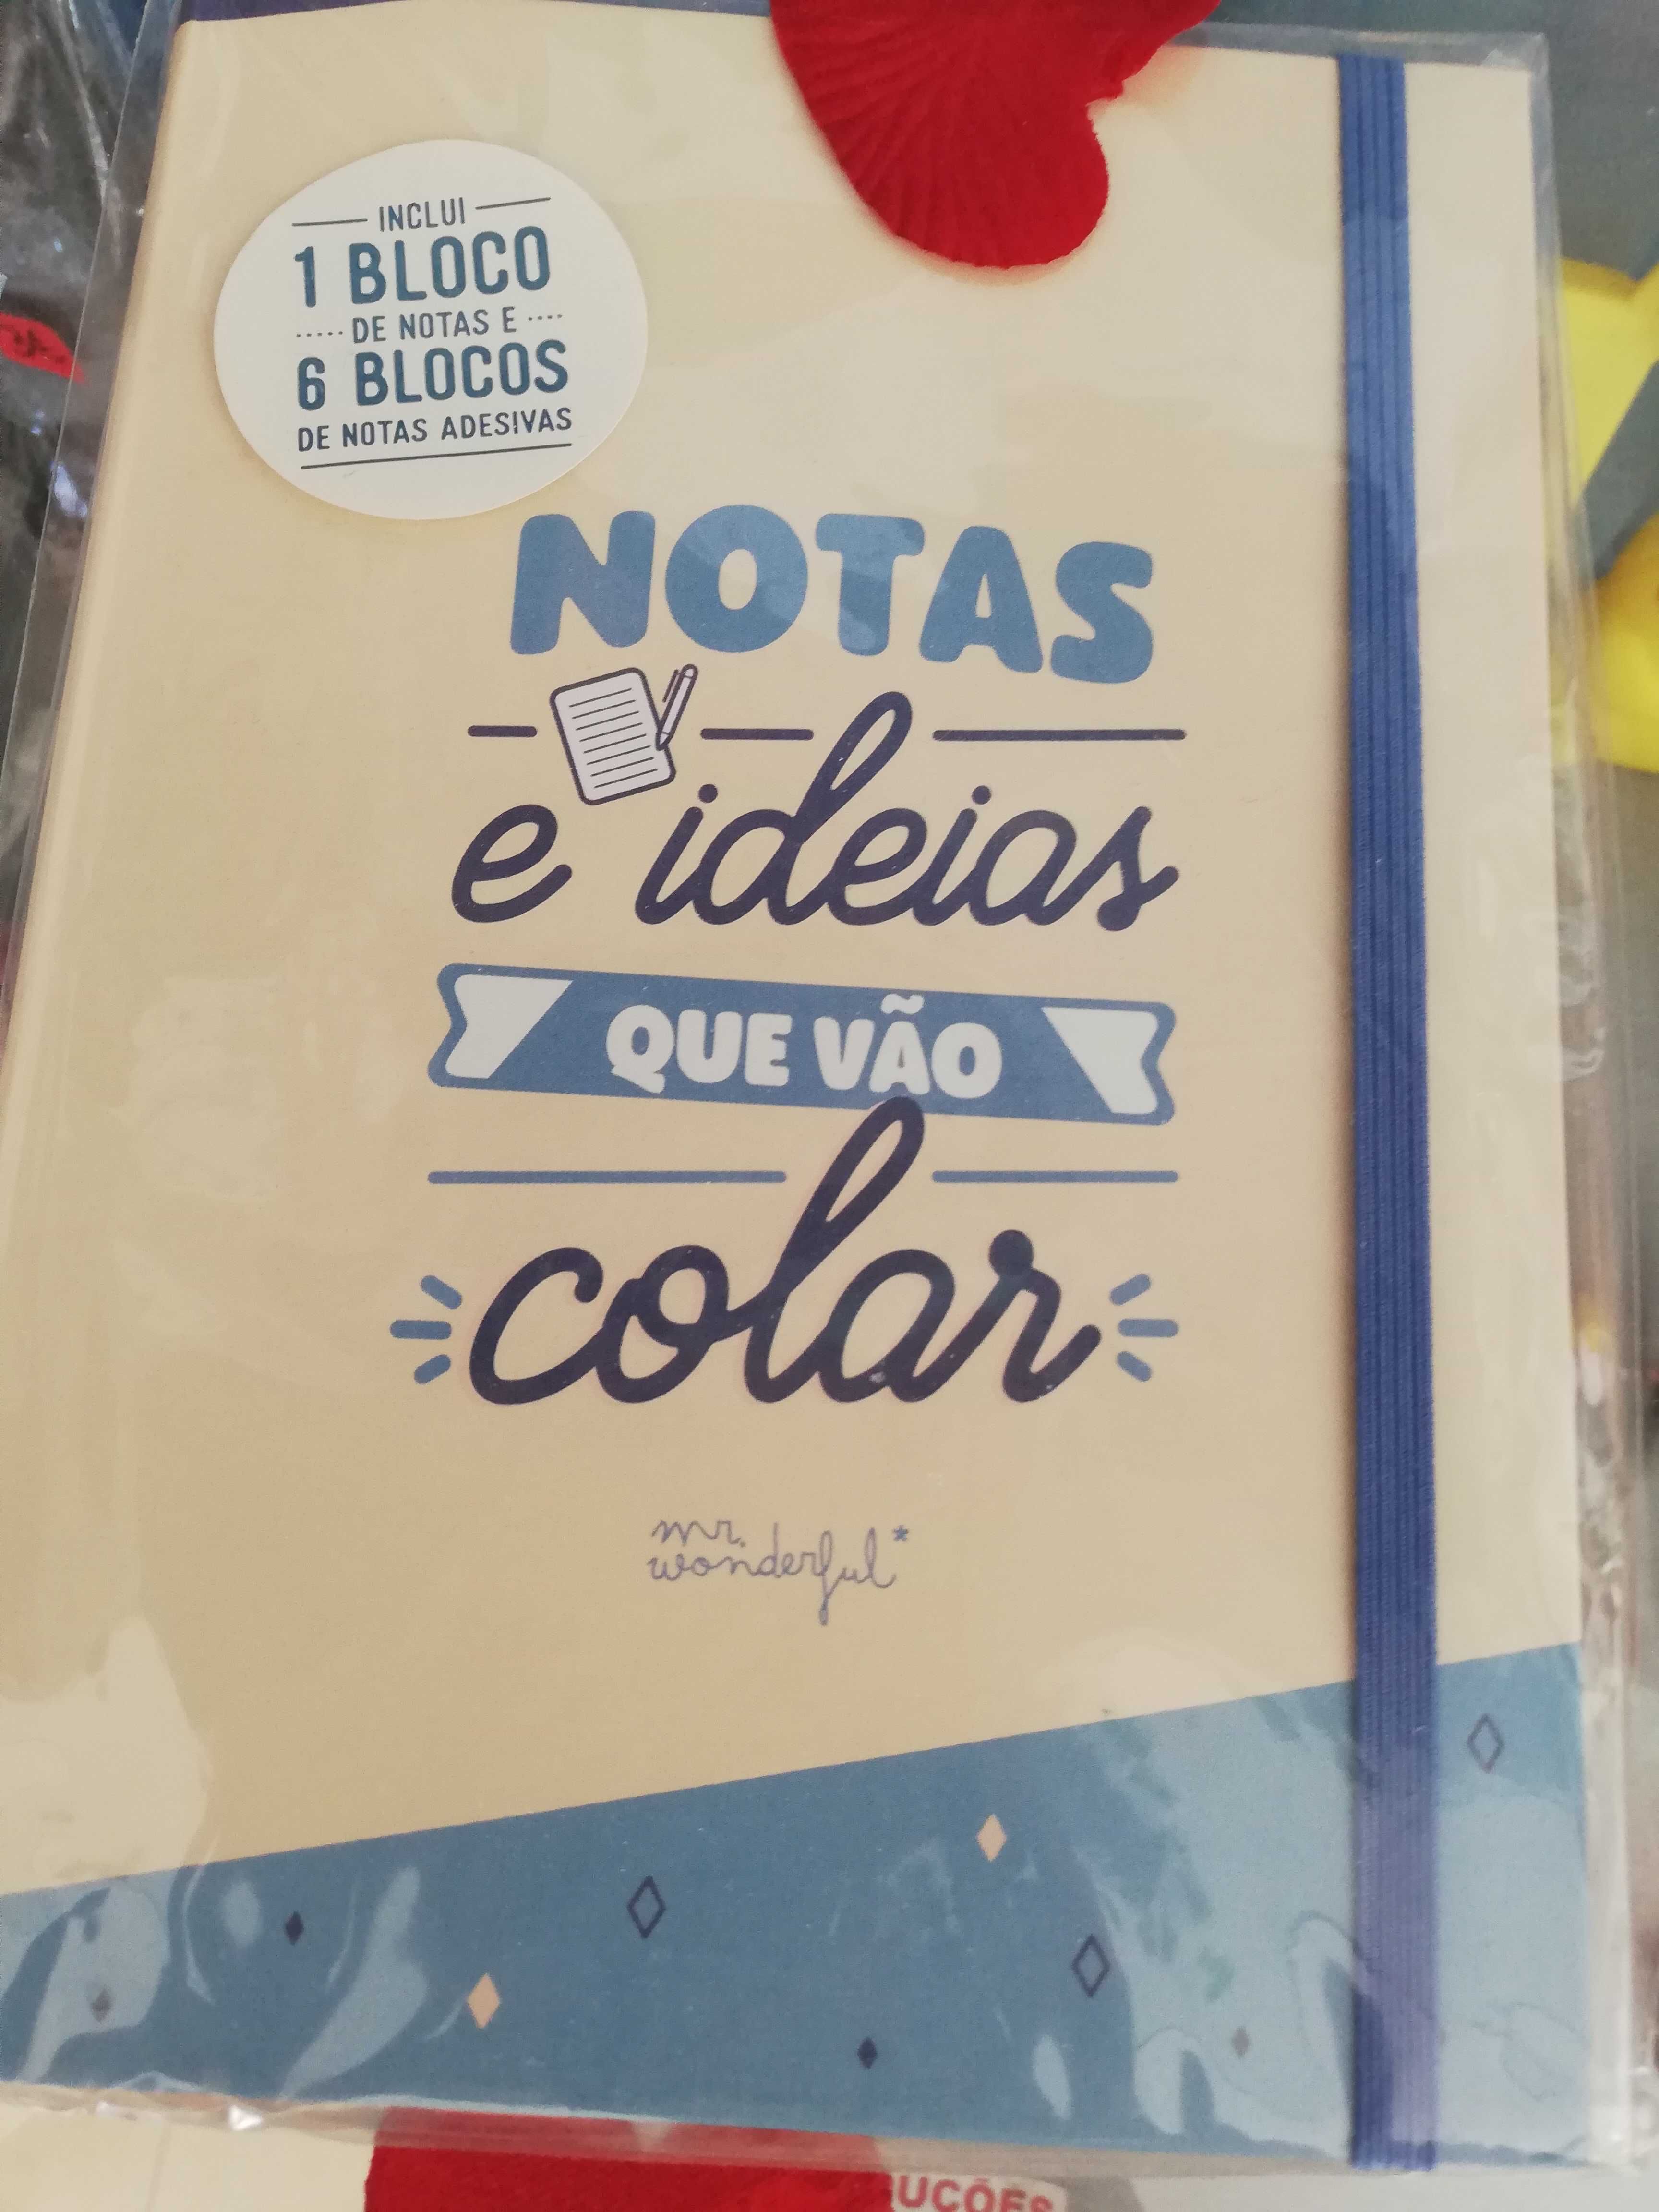 INCLUI
1 BLOCO
DE NOTAS E
6 BLOCOS
DE NOTAS ADESIVAS
NOTAS
e ideias
QUE VÃO
colar
mr.
wonderful*